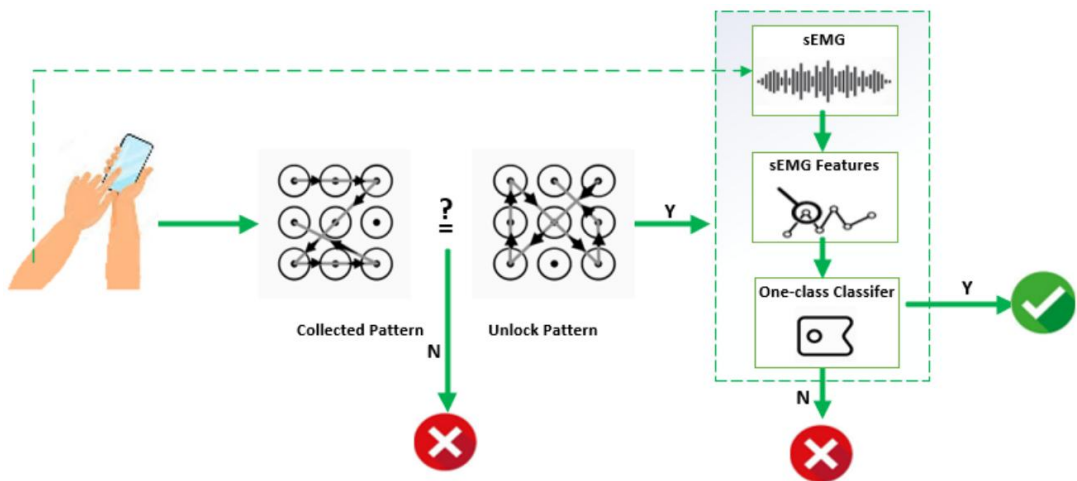 sEMG
sEMG Features
?
=
Y
One-class Classifer
Y
Collected Pattern
Unlock Pattern
N
N